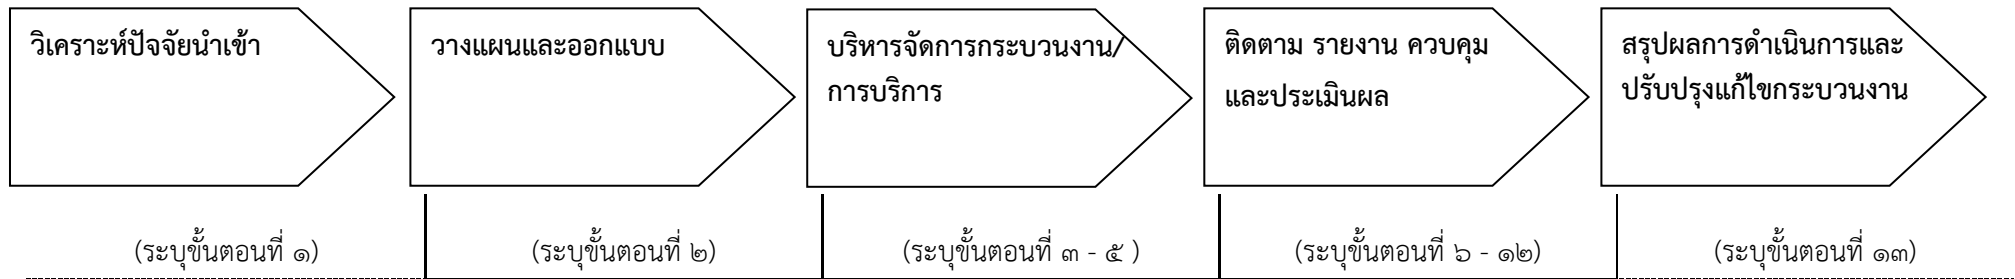 วิเคราะห์ปัจจัยนำเข้า
วางแผนและออกแบบ
บริหารจัดการกระบวนงาน/
การบริการ
ติดตาม รายงาน ควบคุม
และประเมินผล
สรุปผลการดำเนินการและ
ปรับปรุงแก้ไขกระบวนงาน
(ระบุขั้นตอนที่ ๑)
(ระบุขั้นตอนที่ ๒)
(ระบุขั้นตอนที่ ๓ - ๕ )
(ระบุขั้นตอนที่ ๖ - ๑๒)
(ระบุขั้นตอนที่ ๑๓)